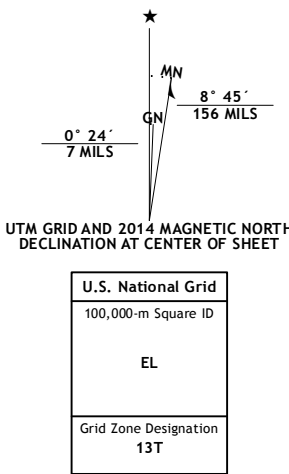 ★
MN
GN
8° 45´
156 MILS
0° 24´
7 MILS
UTM GRID AND 2014 MAGNETIC NORTH
DECLINATION AT CENTER OF SHEET
U.S. National Grid
100,000-m Square ID
EL
Grid Zone Designation
13T